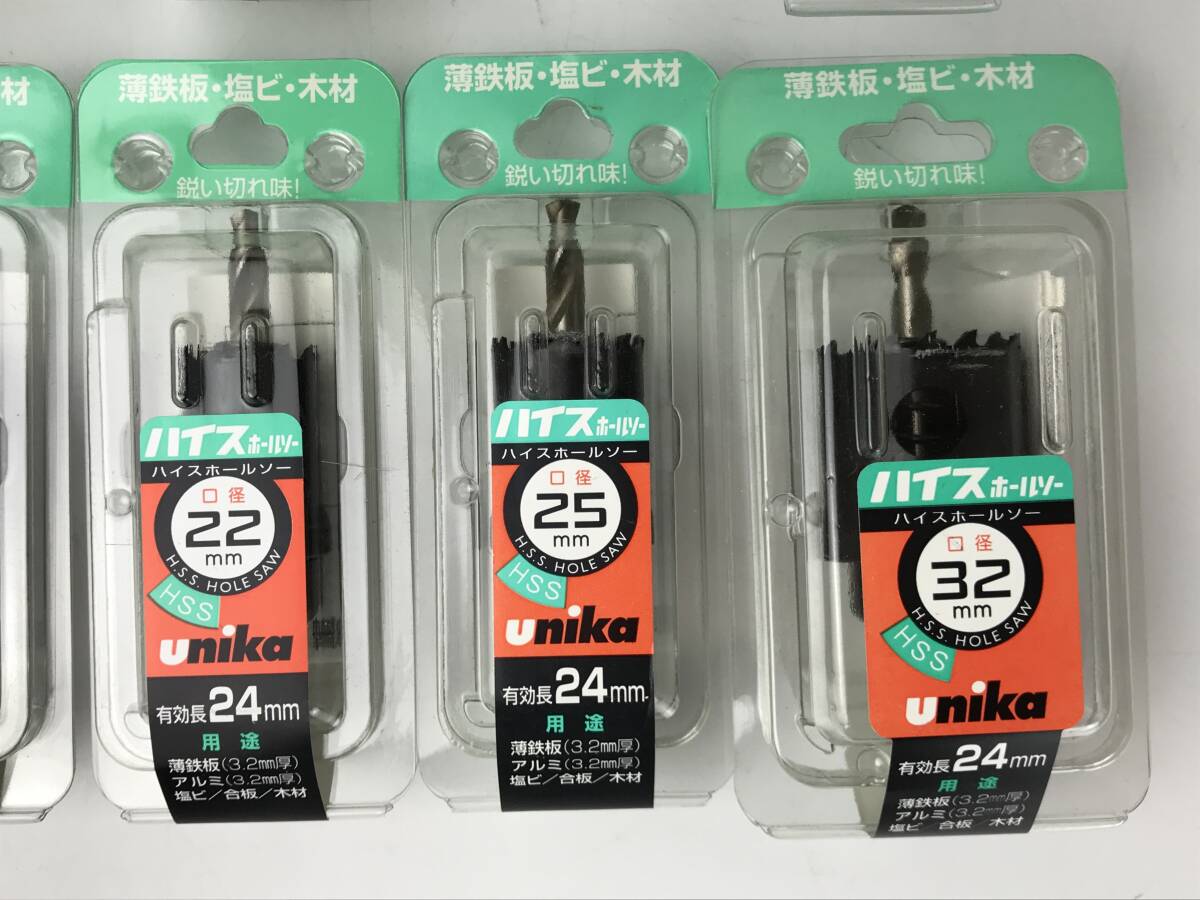 材
薄鉄板・塩ビ・木材
鋭い切れ味!
ハイスホールソー
ハイスホールソー
口径
22
mm
H.S.S. HOLE SAW
HSS
unika
有効長24mm
用途
薄鉄板(3.2mm厚)
アルミ(3.2mm厚)
塩ビ/合板/木材
薄鉄板・塩ビ・木材
鋭い切れ味!
ハイスホールソー
ハイスホールソー
口径
25
mm
H.S.S. HOLE SAW
HSS
unika
有効長24mm
用途
薄鉄板(3.2mm厚)
アルミ(3.2mm厚)
塩ビ/合板/木材
薄鉄板・塩ビ・木材
鋭い切れ味!
ハイスホールソー
ハイスホールソー
口径
32
mm
H.S.S. HOLE SAW
HSS
unika
有効長24mm
用途
薄鉄板(3.2mm厚)
アルミ(3.2mm厚)
塩ビ/合板/木材